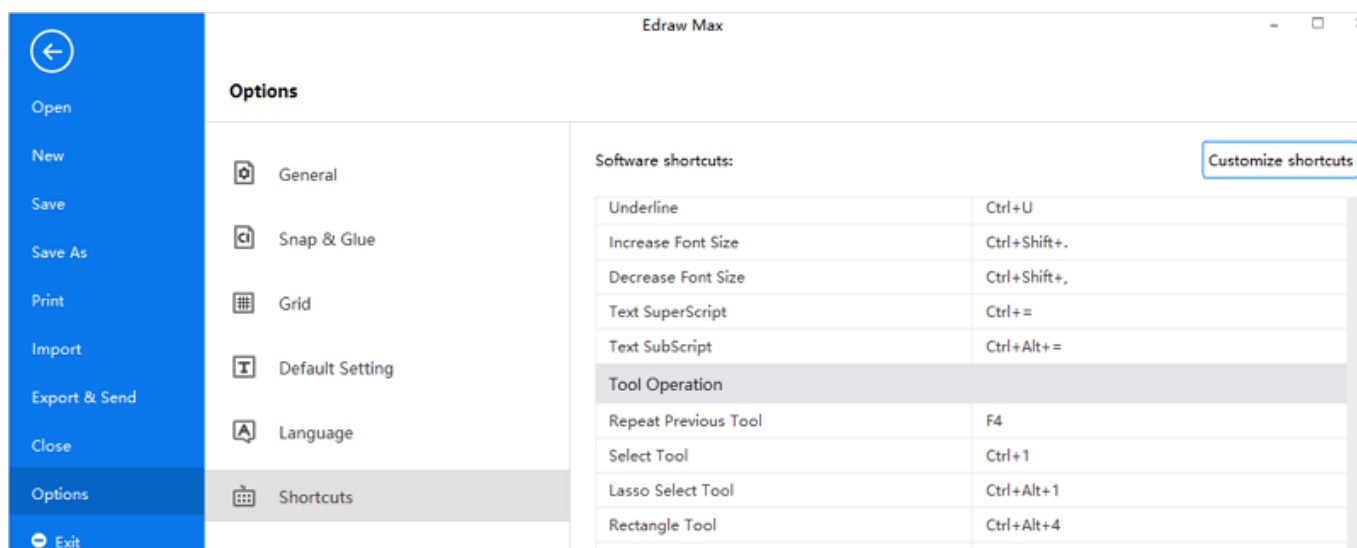 Edraw Max
Open
New
Save
Save As
Print
Import
Export & Send
Close
Options
Exit
Options
General
Snap & Glue
Grid
Default Setting
Language
Shortcuts
Software shortcuts:
Customize shortcuts
Underline Ctrl+U
Increase Font Size Ctrl+Shift+.
Decrease Font Size Ctrl+Shift+,
Text SuperScript Ctrl+=
Text SubScript Ctrl+Alt+=
Tool Operation
Repeat Previous Tool F4
Select Tool Ctrl+1
Lasso Select Tool Ctrl+Alt+1
Rectangle Tool Ctrl+Alt+4